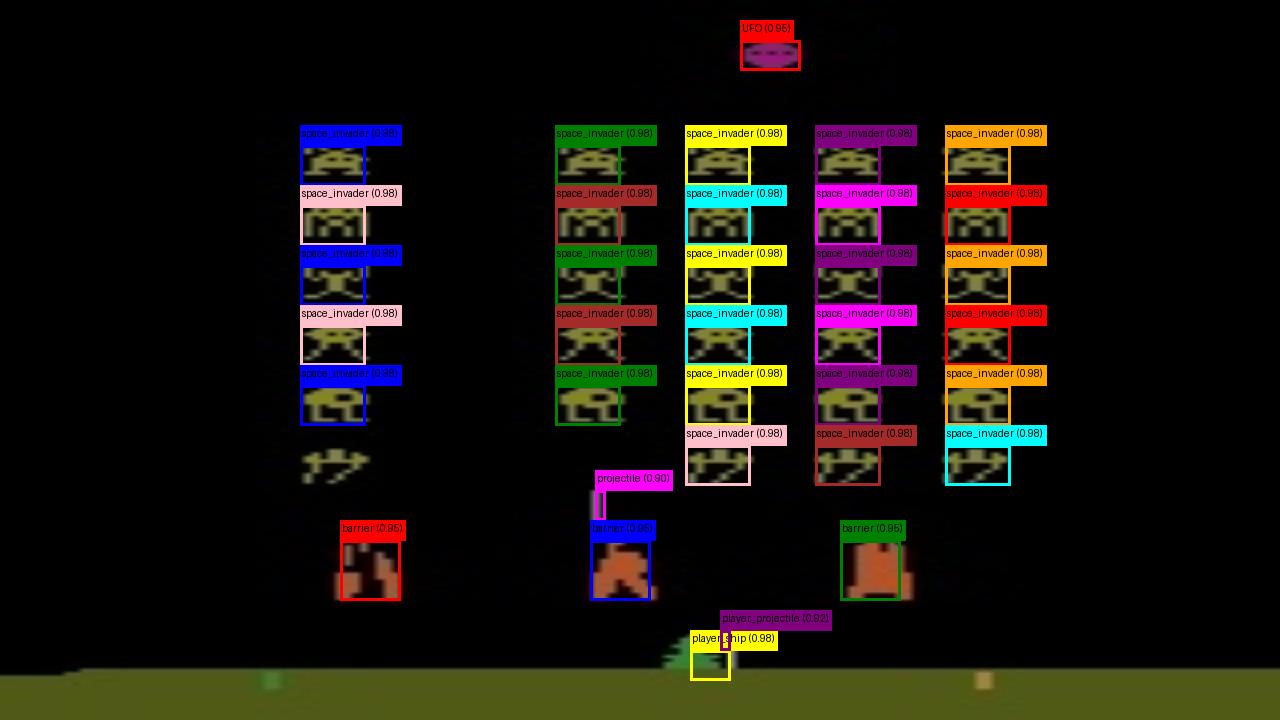 UFO (0.95)
space_invader (0.98) space_invader (0.98) space_invader (0.98) space_invader (0.98) space_invader (0.98)
space_invader (0.98) space_invader (0.98) space_invader (0.98) space_invader (0.98) space_invader (0.98)
space_invader (0.98) space_invader (0.98) space_invader (0.98) space_invader (0.98) space_invader (0.98)
space_invader (0.98) space_invader (0.98) space_invader (0.98) space_invader (0.98) space_invader (0.98)
space_invader (0.98) space_invader (0.98) space_invader (0.98) space_invader (0.98) space_invader (0.98)
space_invader (0.98) space_invader (0.98) space_invader (0.98)
projectile (0.90)
barrier (0.95) barrier (0.95) barrier (0.95)
player_projectile (0.92)
player_ship (0.98)